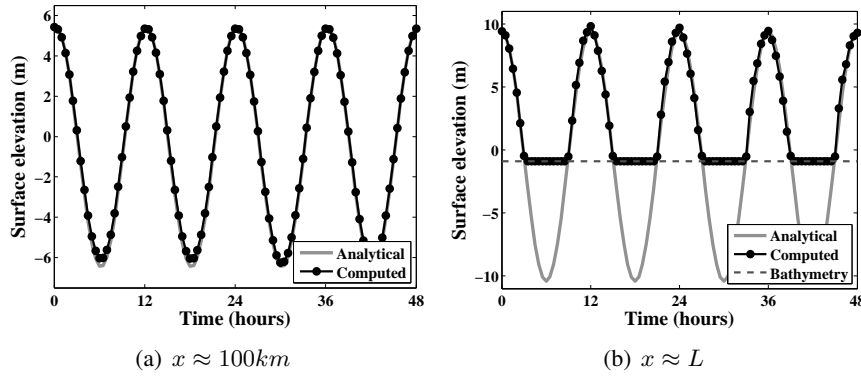 6
4
2
0
−2
−4
−6
0
12
24
36
48
Surface elevation (m)
Time (hours)
Analytical
Computed
(a) x ≈ 100km
10
5
0
−5
−10
0
12
24
36
48
Surface elevation (m)
Time (hours)
Analytical
Computed
Bathymetry
(b) x ≈ L